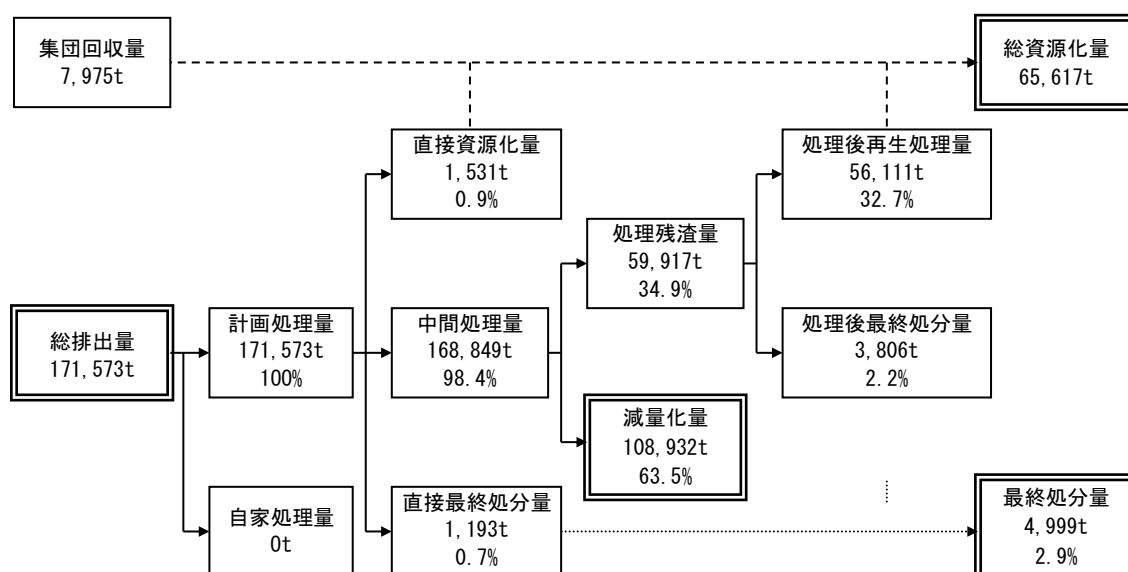 集団回収量
7,975t
総資源化量
65,617t
直接資源化量
1,531t
0.9%
処理後再生処理量
56,111t
32.7%
処理残渣量
59,917t
34.9%
総排出量
171,573t
計画処理量
171,573t
100%
中間処理量
168,849t
98.4%
処理後最終処分量
3,806t
2.2%
減量化量
108,932t
63.5%
自家処理量
0t
直接最終処分量
1,193t
0.7%
最終処分量
4,999t
2.9%